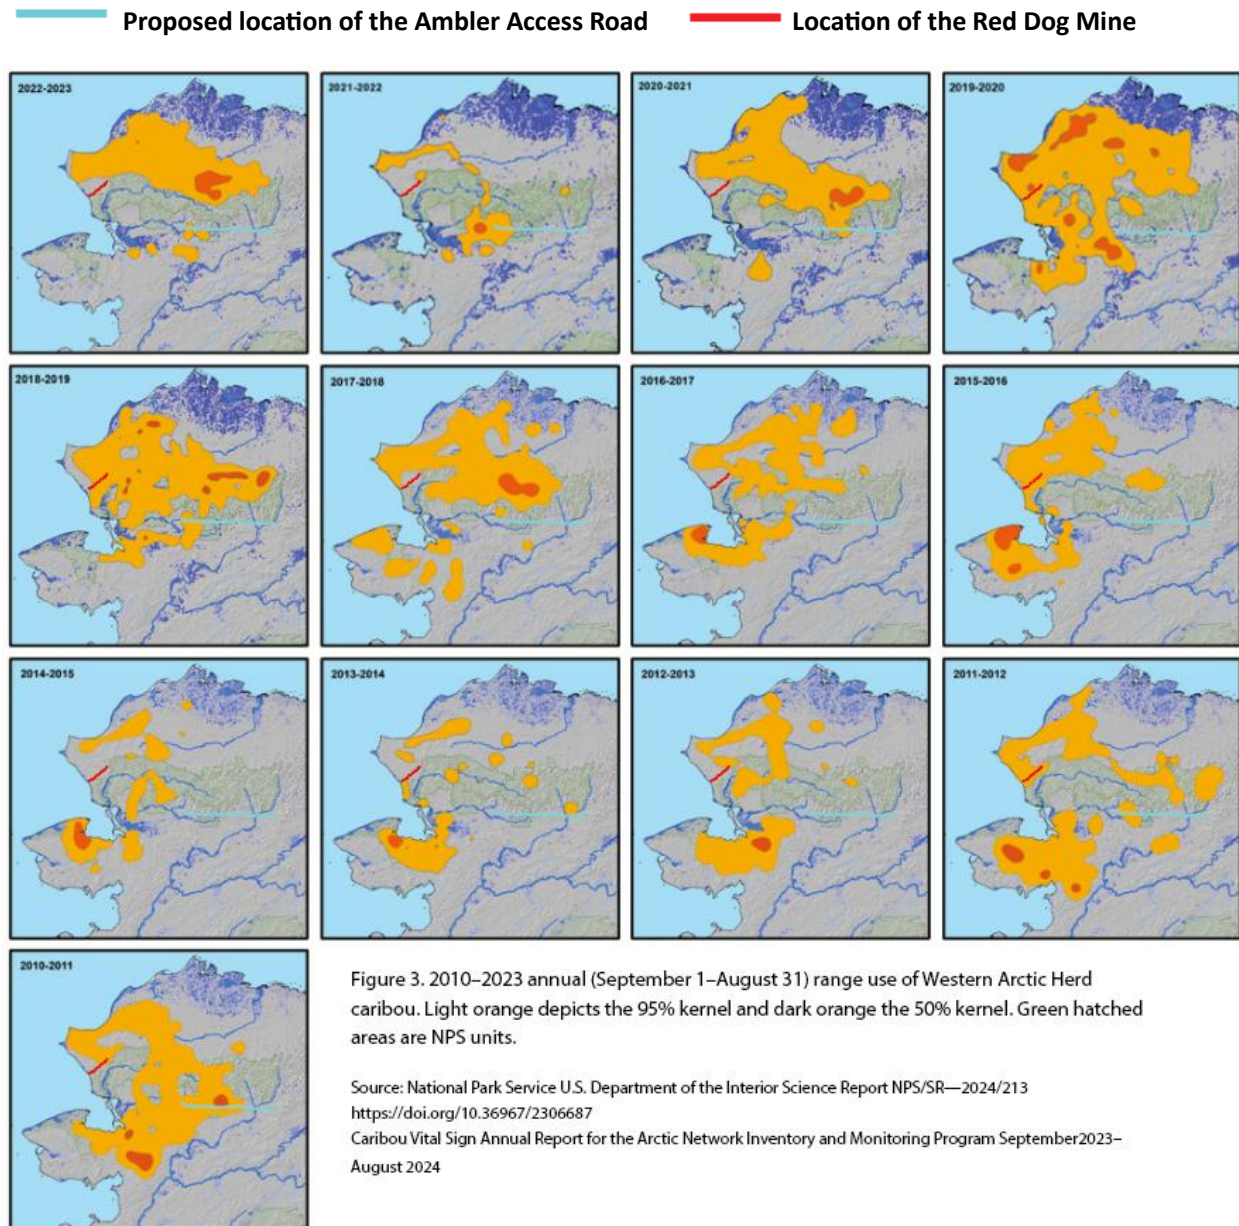 Proposed location of the Ambler Access Road
Location of the Red Dog Mine
2022-2023
2021-2022
2020-2021
2019-2020
2018-2019
2017-2018
2016-2017
2015-2016
2014-2015
2013-2014
2012-2013
2011-2012
2010-2011
Figure 3. 2010–2023 annual (September 1–August 31) range use of Western Arctic Herd
caribou. Light orange depicts the 95% kernel and dark orange the 50% kernel. Green hatched
areas are NPS units.
Source: National Park Service U.S. Department of the Interior Science Report NPS/SR—2024/213
https://doi.org/10.36967/2306687
Caribou Vital Sign Annual Report for the Arctic Network Inventory and Monitoring Program September2023–
August 2024